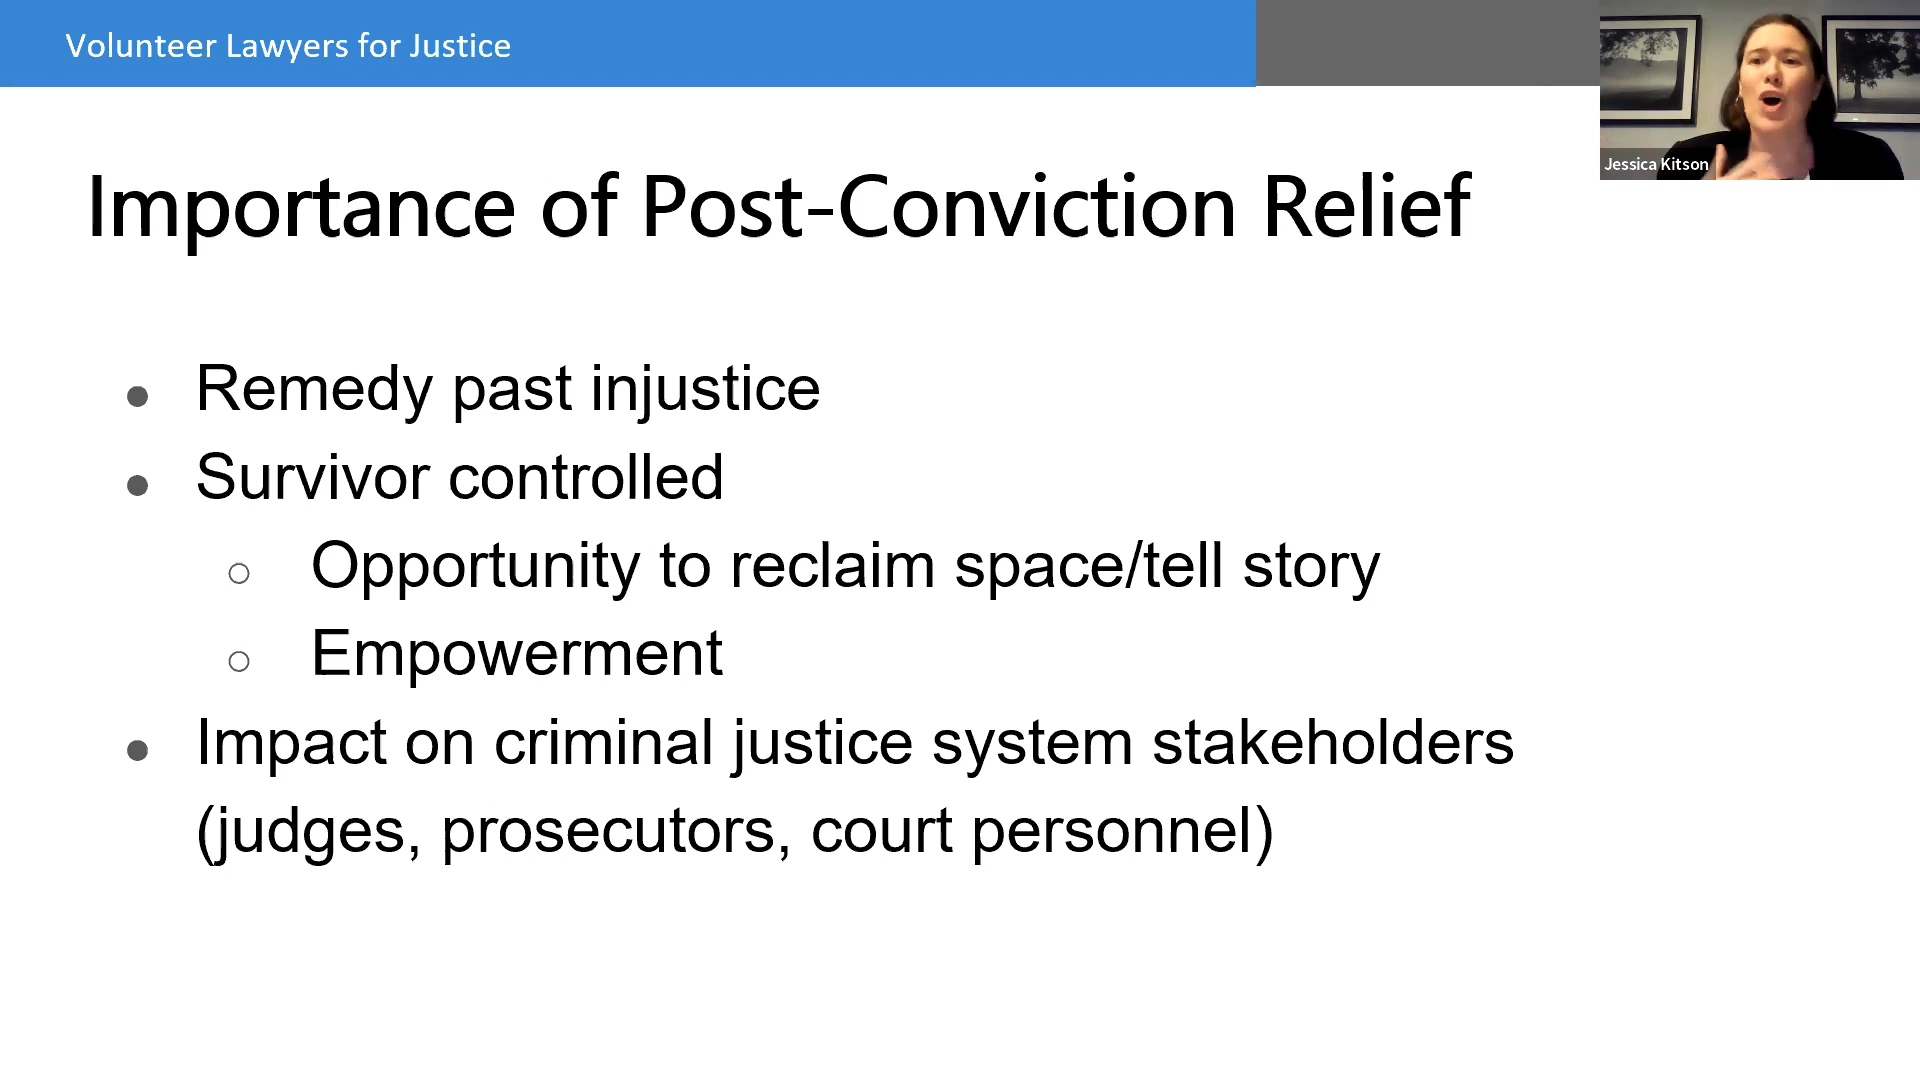 Volunteer Lawyers for Justice
Jessica Kitson
Importance of Post-Conviction Relief
● Remedy past injustice
● Survivor controlled
○ Opportunity to reclaim space/tell story
○ Empowerment
● Impact on criminal justice system stakeholders
(judges, prosecutors, court personnel)